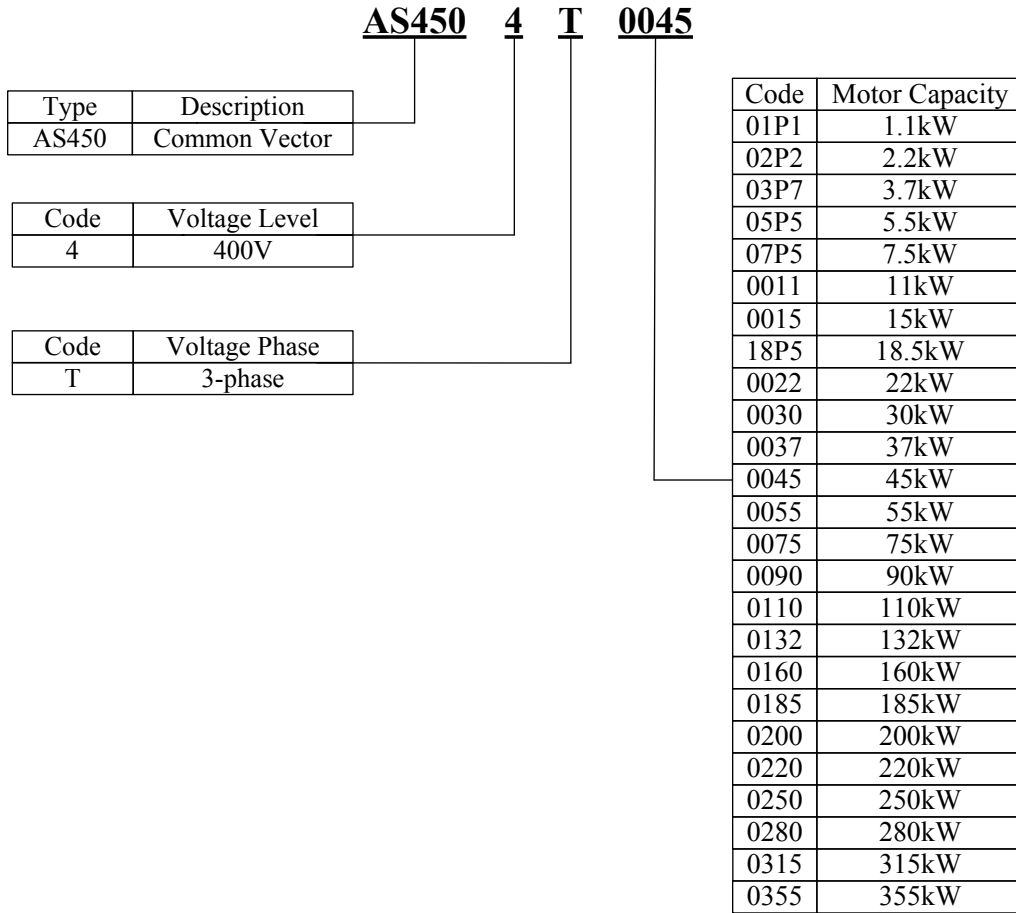 AS450 4 T 0045
Type Description
AS450 Common Vector
Code Voltage Level
4 400V
Code Voltage Phase
T 3-phase
Code Motor Capacity
01P1 1.1kW
02P2 2.2kW
03P7 3.7kW
05P5 5.5kW
07P5 7.5kW
0011 11kW
0015 15kW
18P5 18.5kW
0022 22kW
0030 30kW
0037 37kW
0045 45kW
0055 55kW
0075 75kW
0090 90kW
0110 110kW
0132 132kW
0160 160kW
0185 185kW
0200 200kW
0220 220kW
0250 250kW
0280 280kW
0315 315kW
0355 355kW